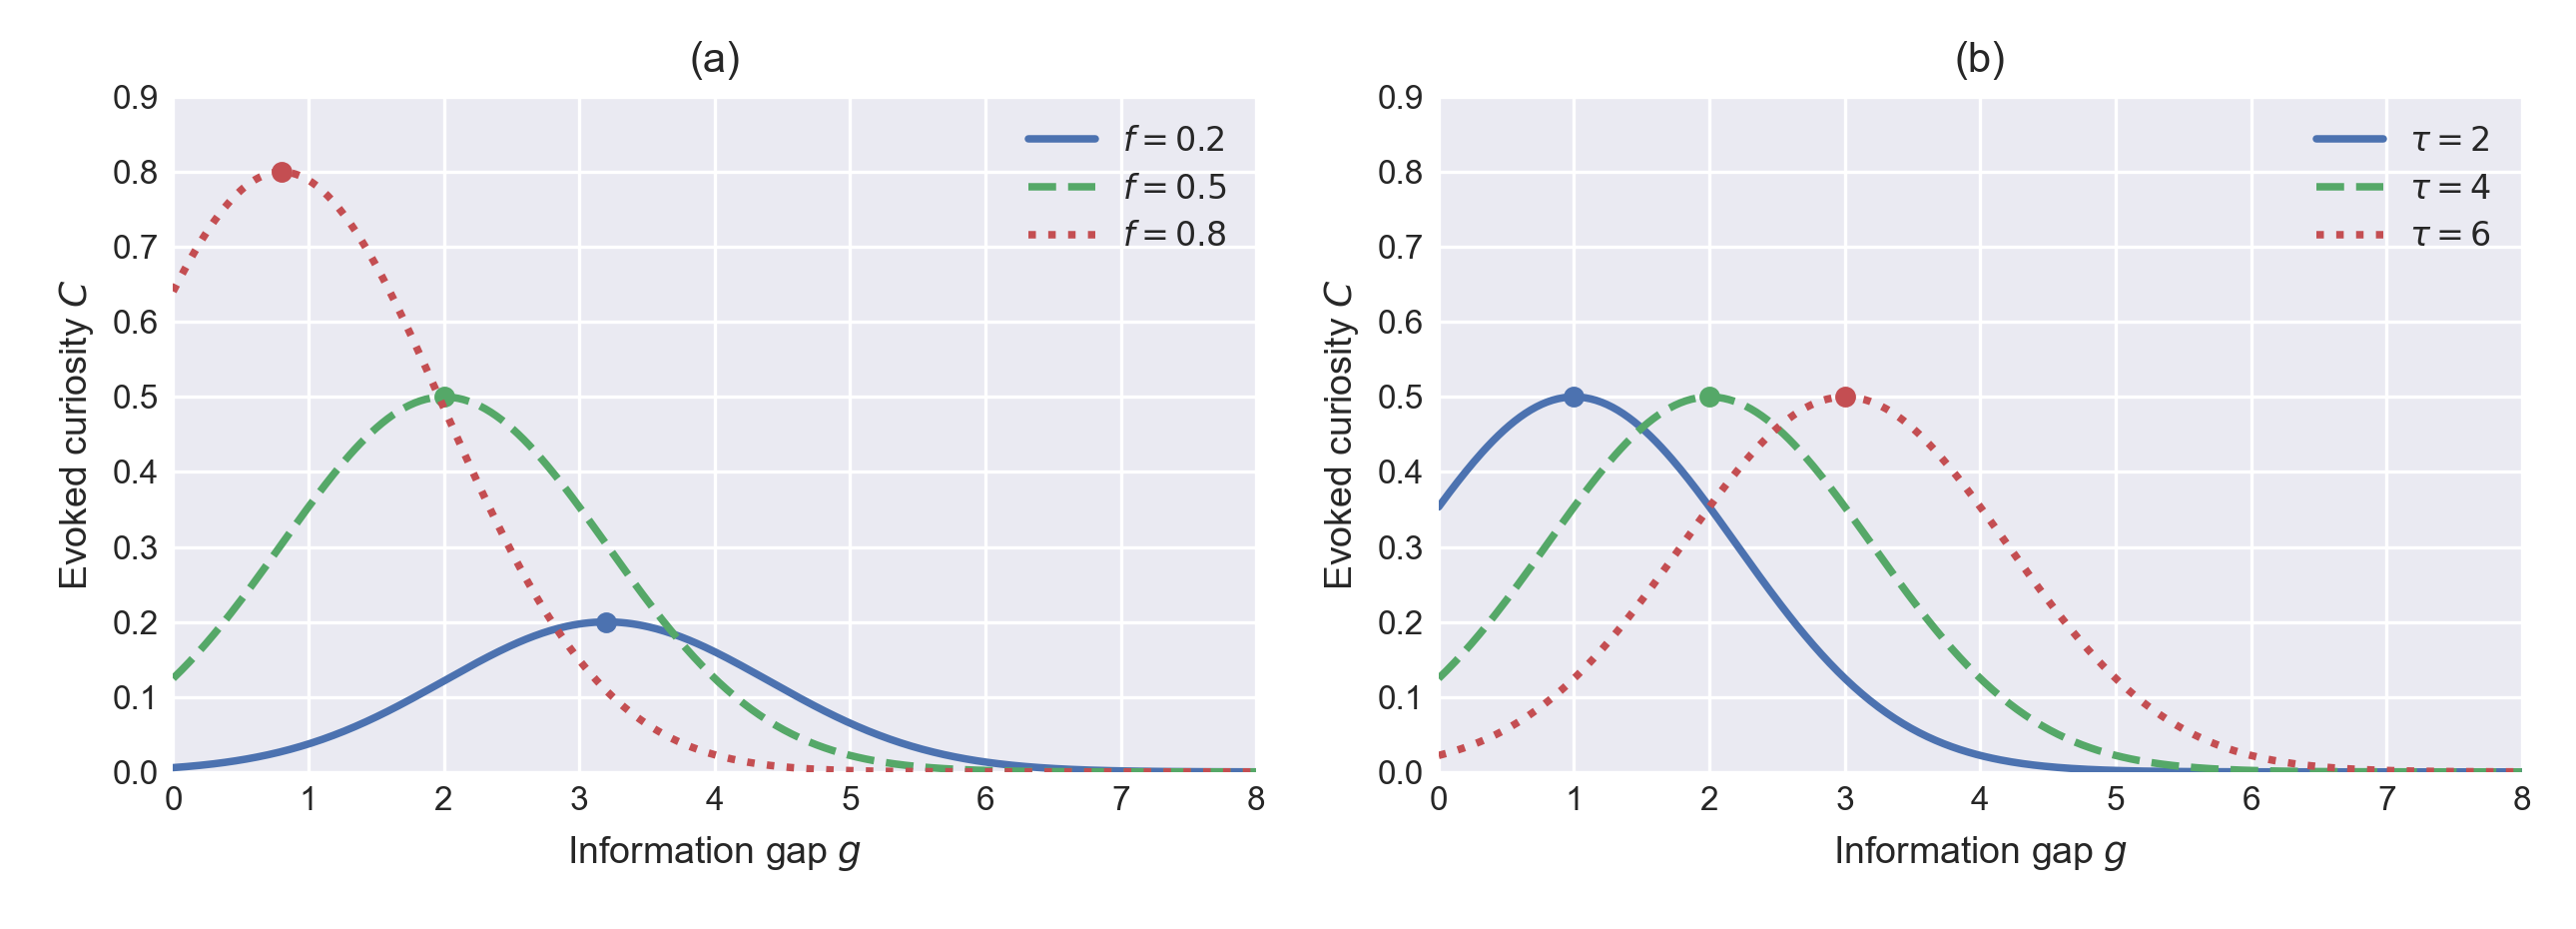 (a)
0.9
0.8
0.7
0.6
0.5
0.4
0.3
0.2
0.1
0.0
Evoked curiosity C
f = 0.2
f = 0.5
f = 0.8
0 1 2 3 4 5 6 7 8
Information gap g
(b)
0.9
0.8
0.7
0.6
0.5
0.4
0.3
0.2
0.1
0.0
Evoked curiosity C
τ = 2
τ = 4
τ = 6
0 1 2 3 4 5 6 7 8
Information gap g